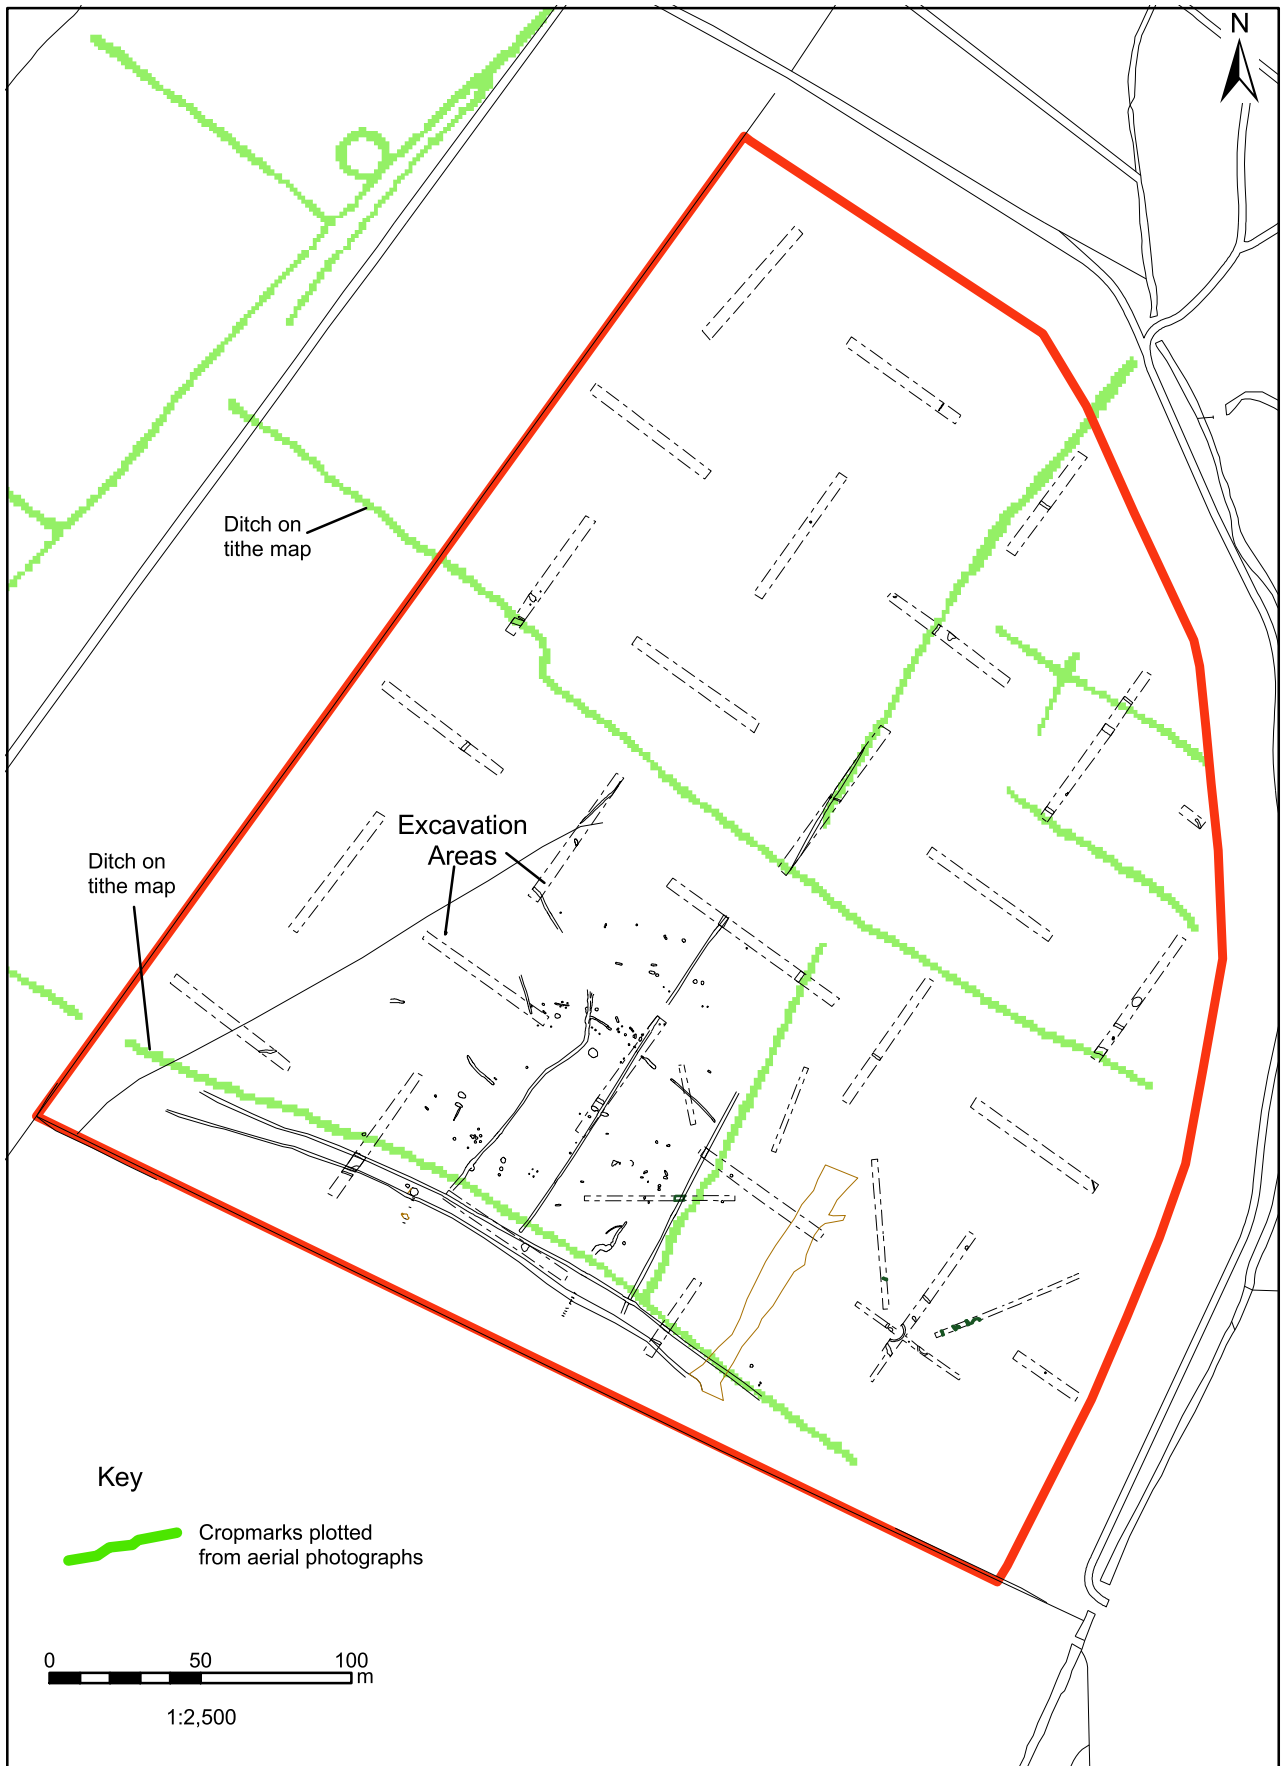 N
Ditch on
tithe map
Excavation
Areas
Ditch on
tithe map
Key
Cropmarks plotted
from aerial photographs
0 50 100
m
1:2,500